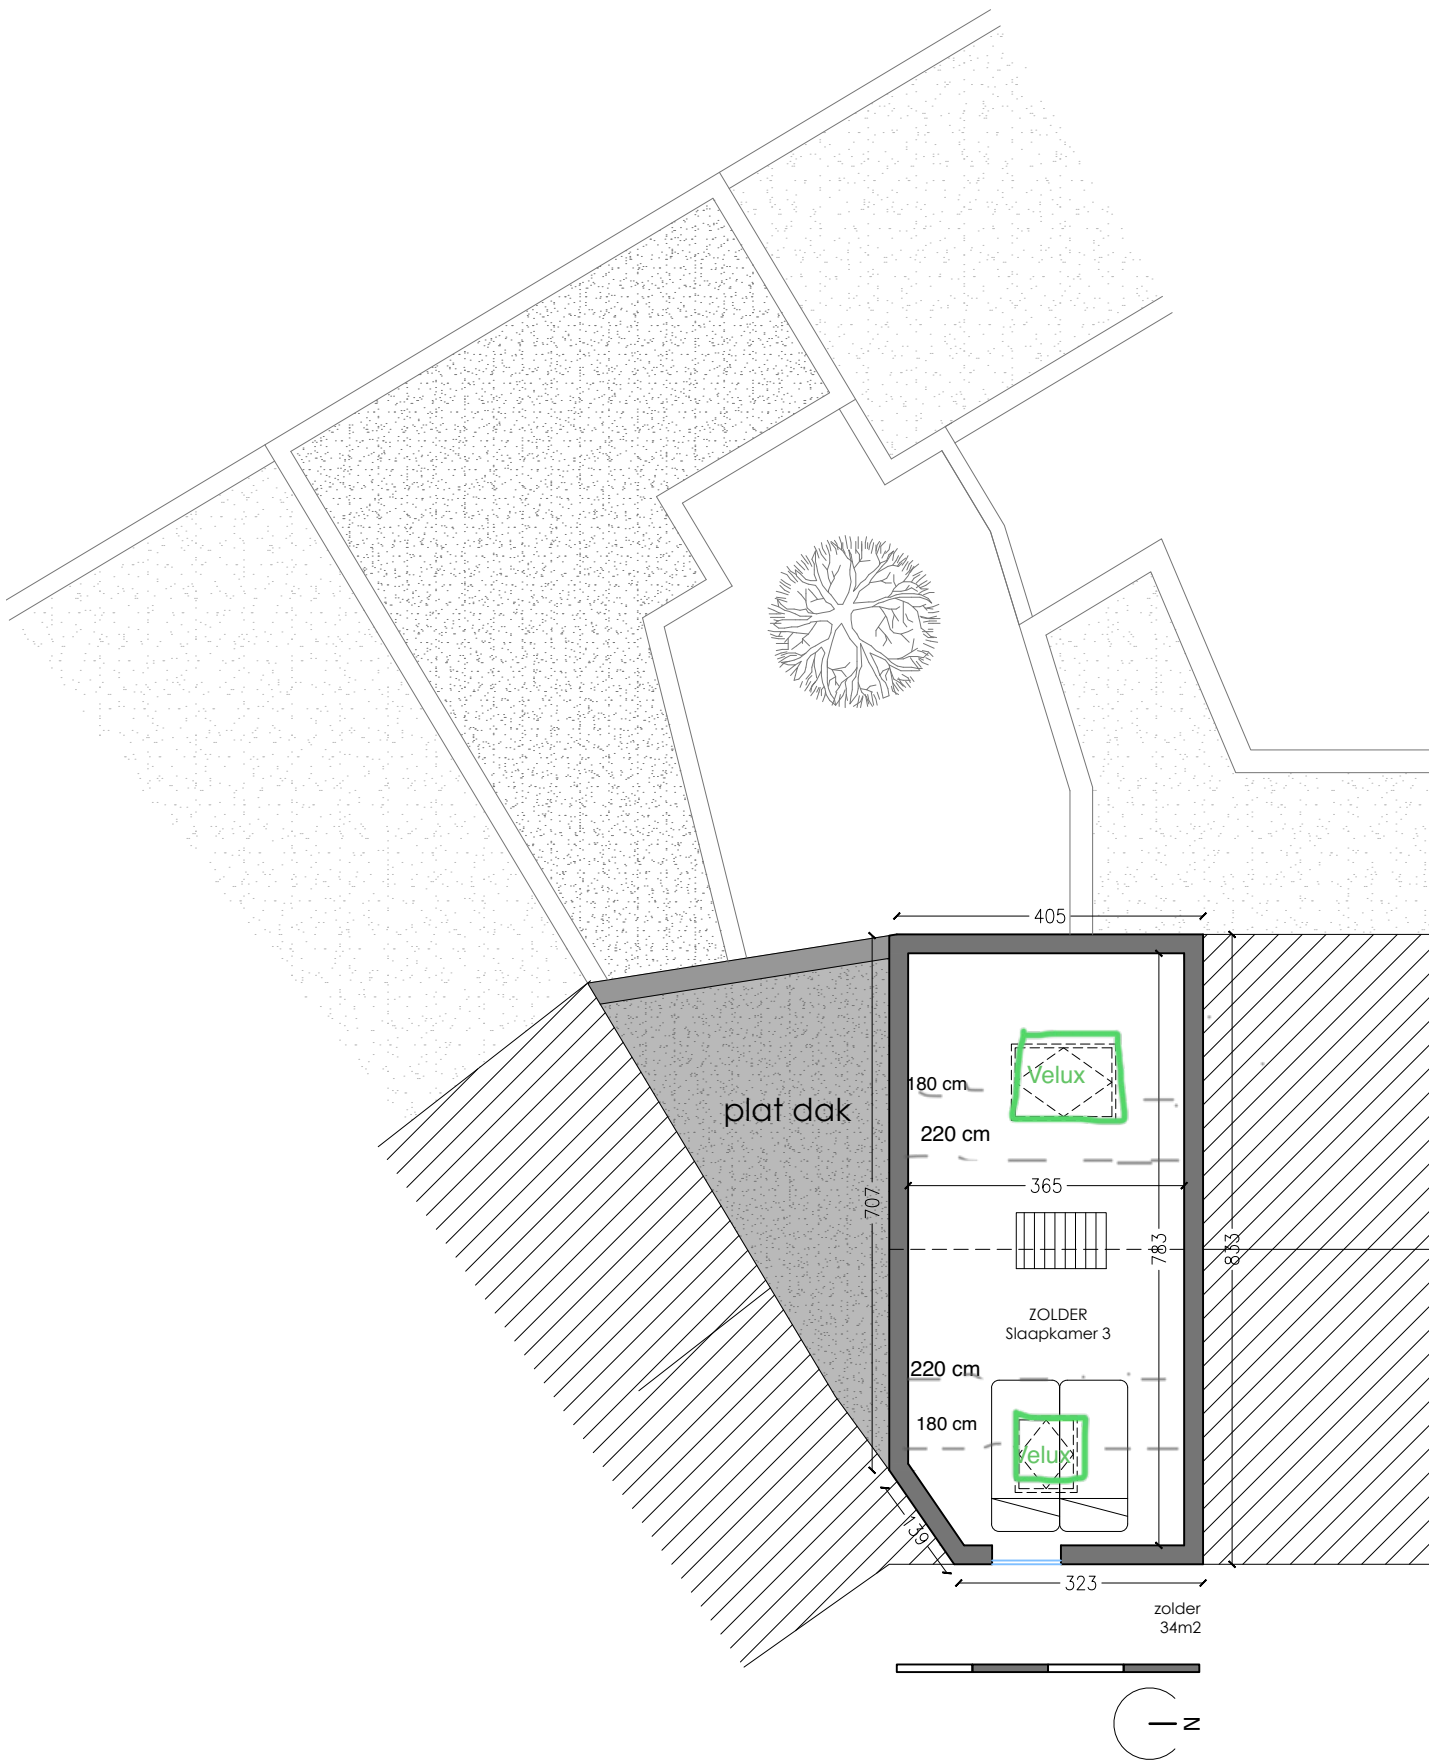 405
180 cm
Velux
plat dak
220 cm
365
707
783
833
ZOLDER
Slaapkamer 3
220 cm
180 cm
Velux
139
323
zolder
34m2
N